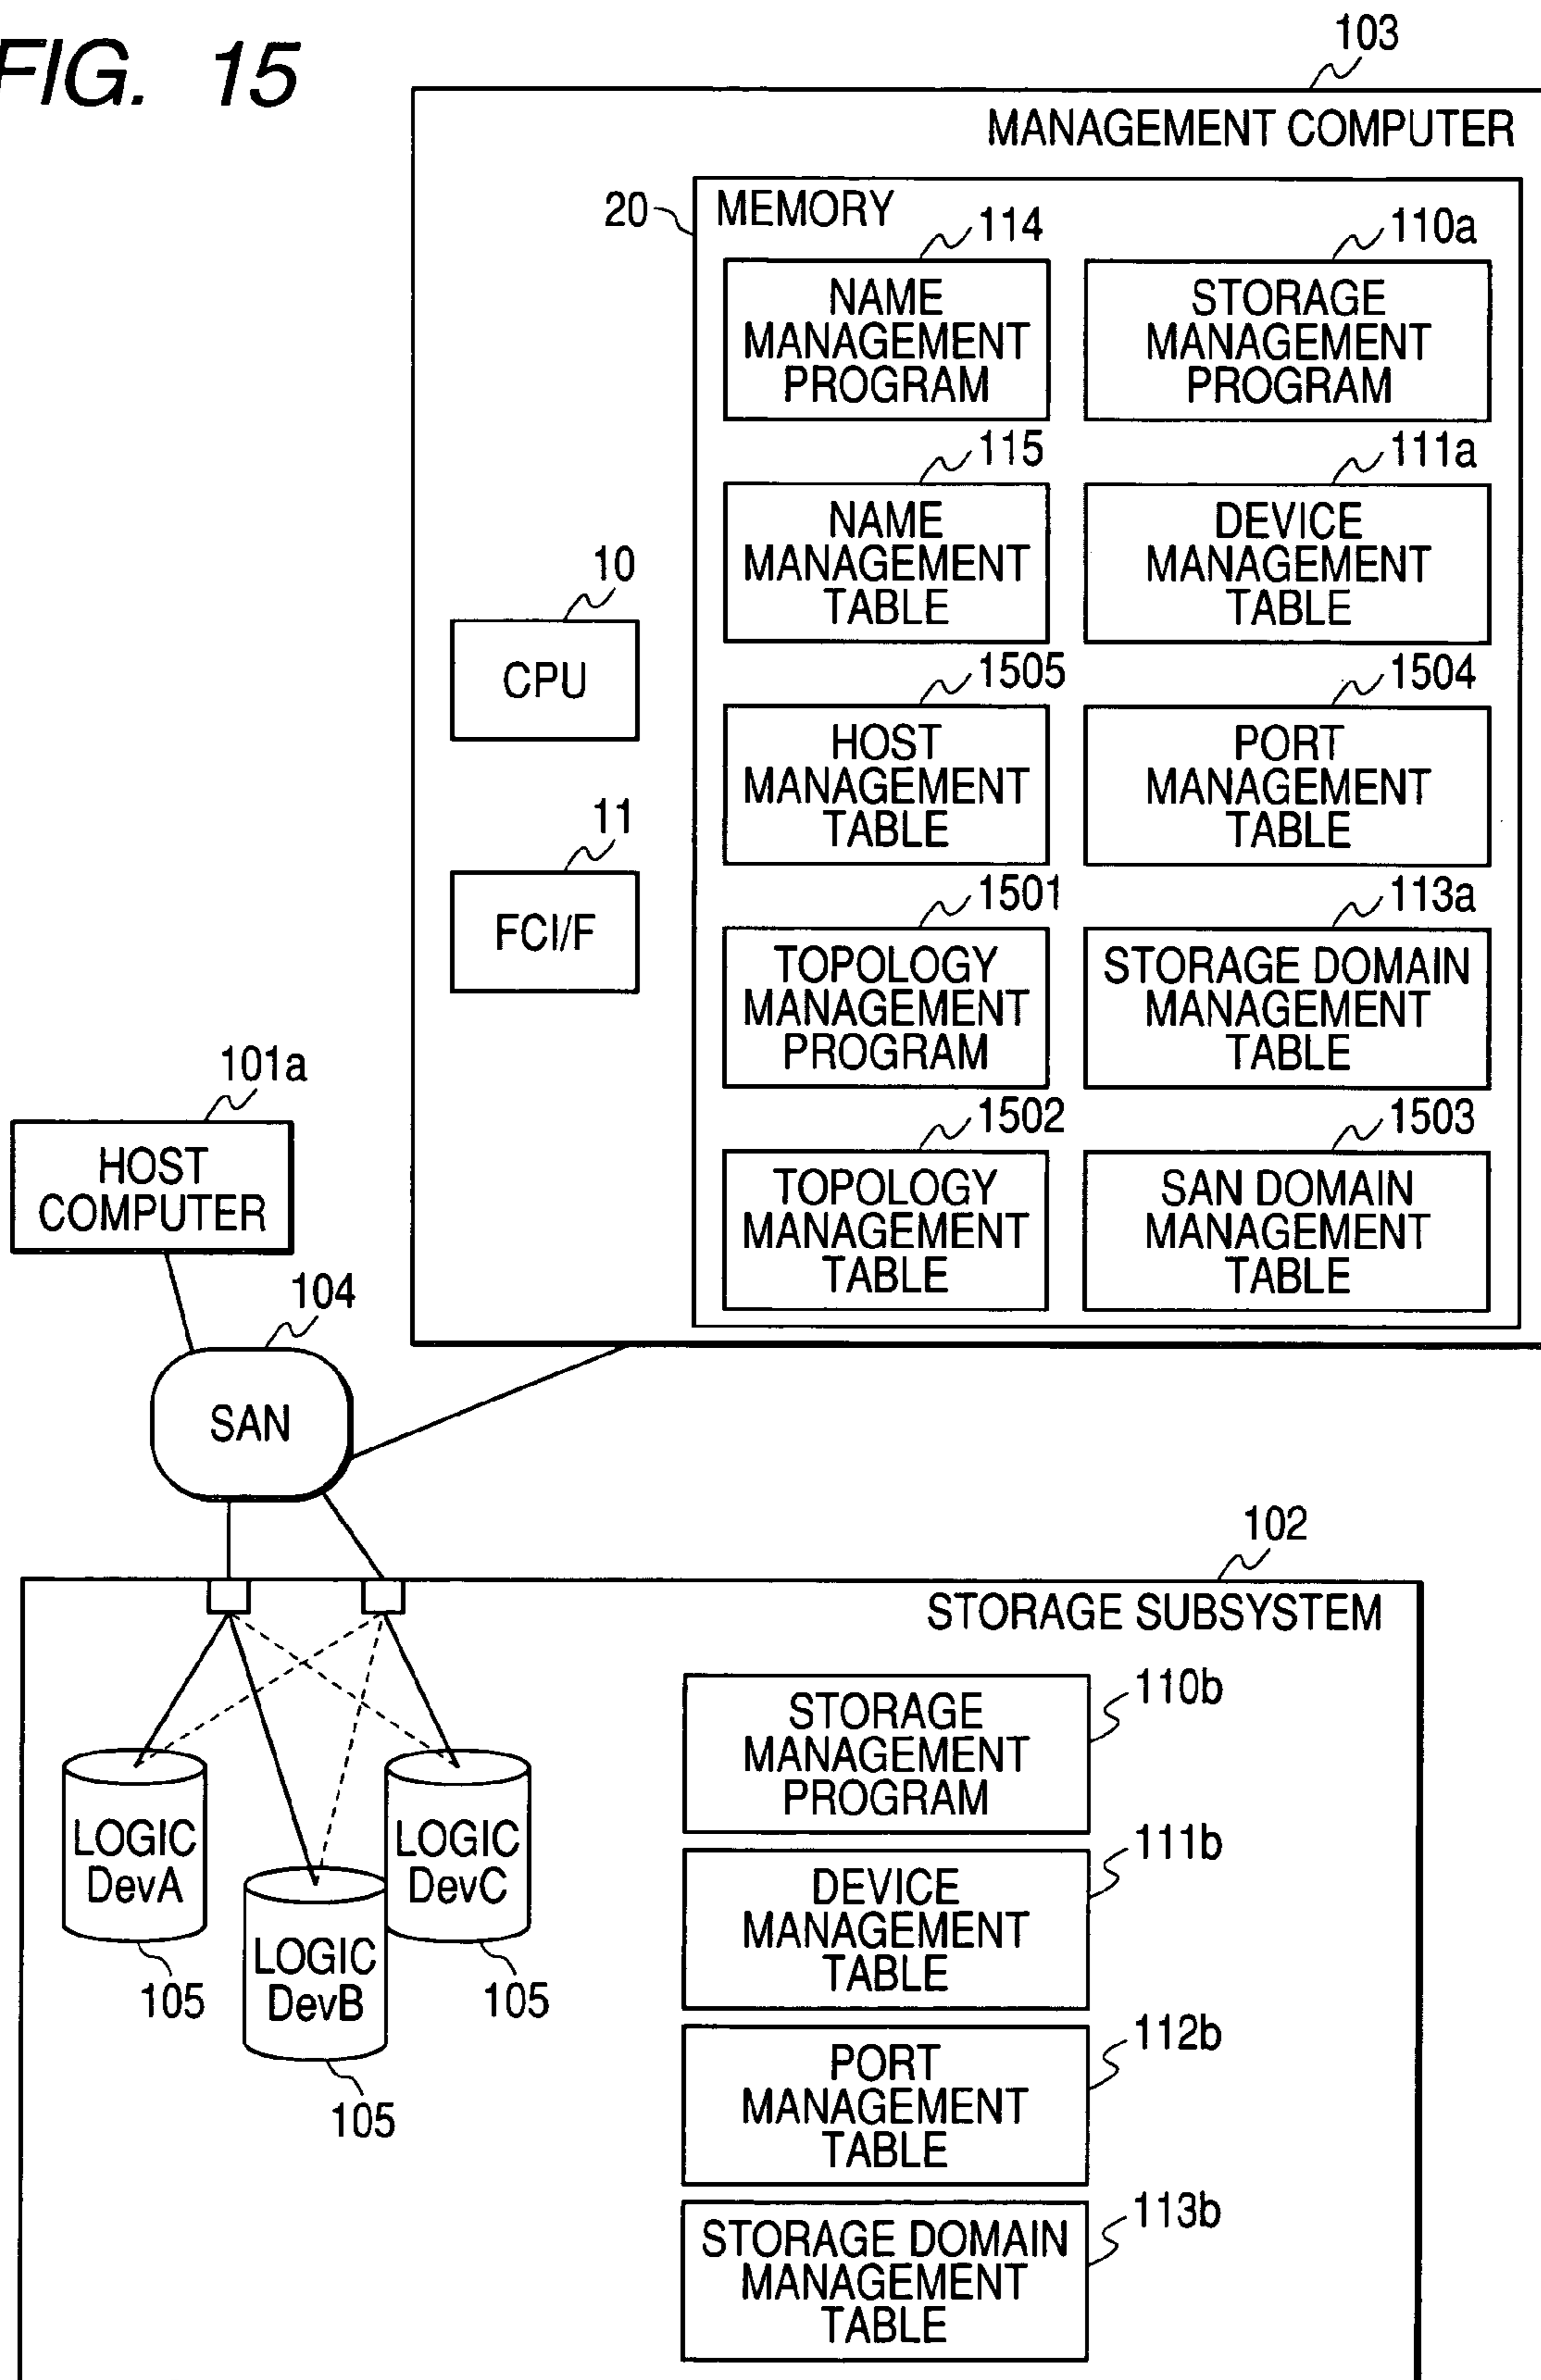 FIG. 15
103
MANAGEMENT COMPUTER
20
MEMORY
114
NAME
MANAGEMENT
PROGRAM
110a
STORAGE
MANAGEMENT
PROGRAM
115
NAME
MANAGEMENT
TABLE
111a
DEVICE
MANAGEMENT
TABLE
10
CPU
1505
HOST
MANAGEMENT
TABLE
1504
PORT
MANAGEMENT
TABLE
11
FCI/F
1501
TOPOLOGY
MANAGEMENT
PROGRAM
113a
STORAGE DOMAIN
MANAGEMENT
TABLE
1502
TOPOLOGY
MANAGEMENT
TABLE
1503
SAN DOMAIN
MANAGEMENT
TABLE
101a
HOST
COMPUTER
104
SAN
102
STORAGE SUBSYSTEM
LOGIC
DevA
105
LOGIC
DevB
105
LOGIC
DevC
105
110b
STORAGE
MANAGEMENT
PROGRAM
111b
DEVICE
MANAGEMENT
TABLE
112b
PORT
MANAGEMENT
TABLE
113b
STORAGE DOMAIN
MANAGEMENT
TABLE